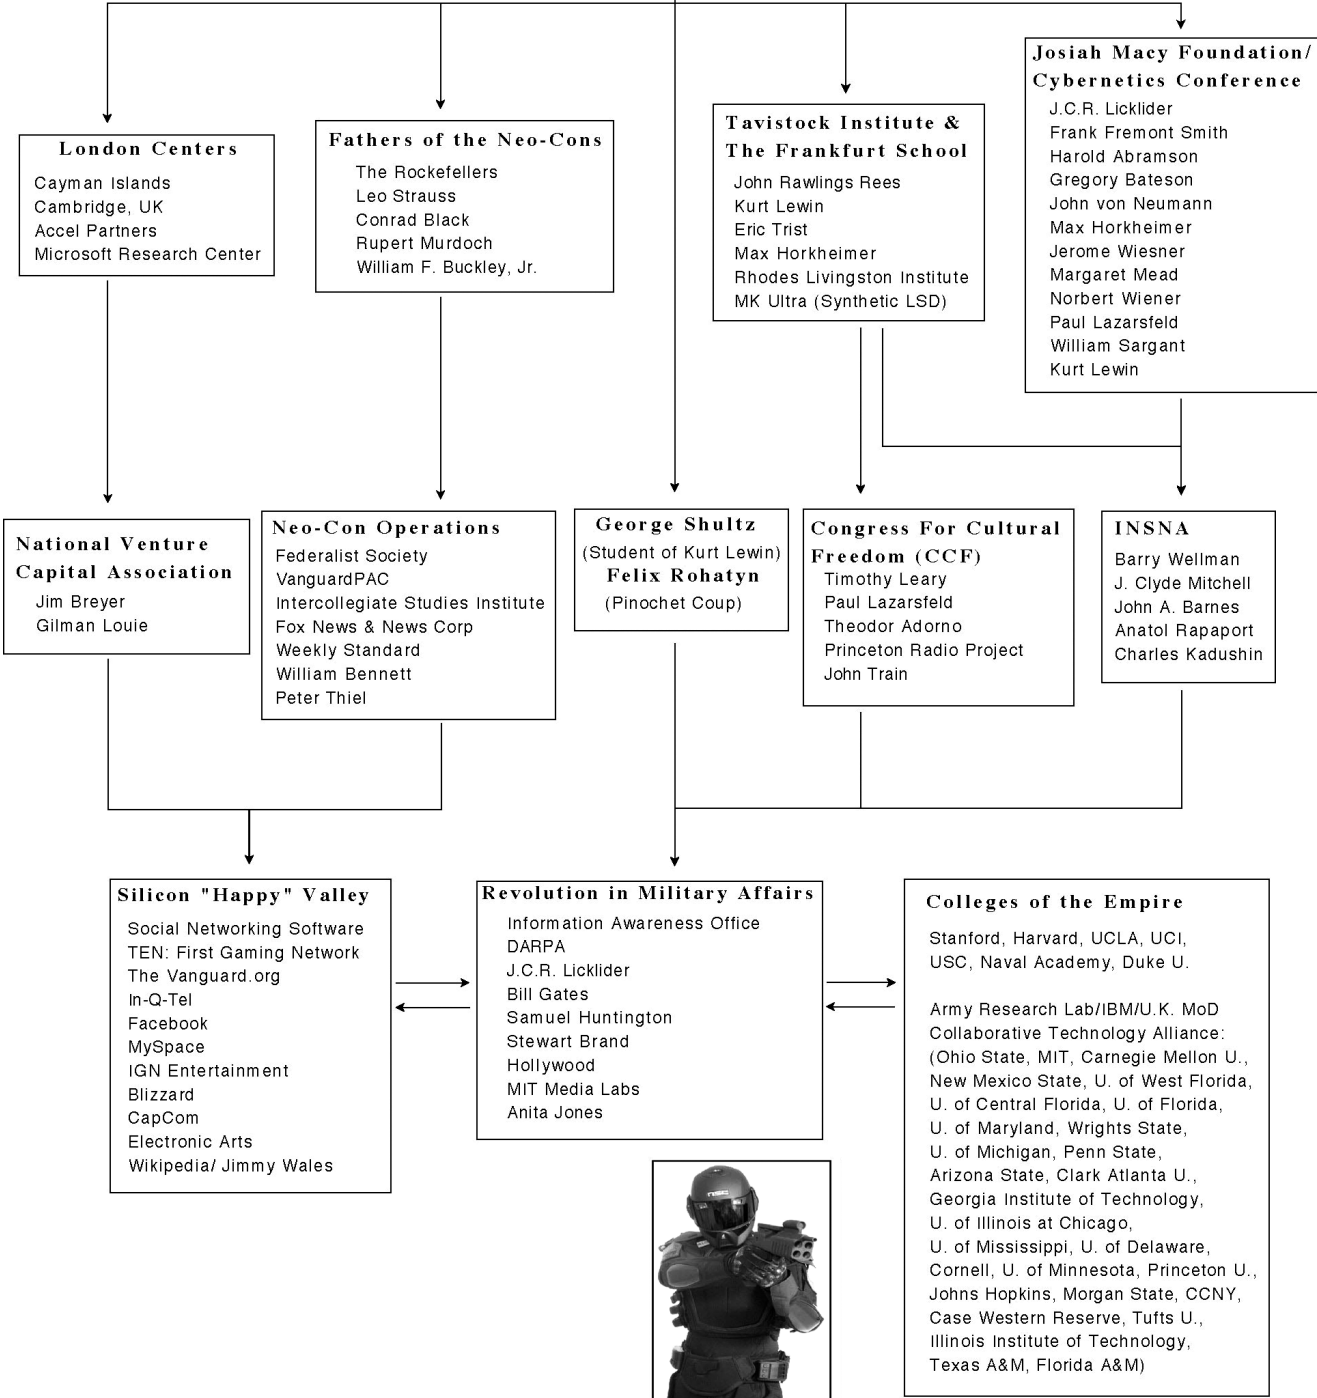 Josiah Macy Foundation/
Cybernetics Conference
J.C.R. Licklider
Frank Fremont Smith
Harold Abramson
Gregory Bateson
John von Neumann
Max Horkheimer
Jerome Wiesner
Margaret Mead
Norbert Wiener
Paul Lazarsfeld
William Sargant
Kurt Lewin
London Centers
Cayman Islands
Cambridge, UK
Accel Partners
Microsoft Research Center
Fathers of the Neo-Cons
The Rockefellers
Leo Strauss
Conrad Black
Rupert Murdoch
William F. Buckley, Jr.
Tavistock Institute &
The Frankfurt School
John Rawlings Rees
Kurt Lewin
Eric Trist
Max Horkheimer
Rhodes Livingston Institute
MK Ultra (Synthetic LSD)
National Venture
Capital Association
Jim Breyer
Gilman Louie
Neo-Con Operations
Federalist Society
VanguardPAC
Intercollegiate Studies Institute
Fox News & News Corp
Weekly Standard
William Bennett
Peter Thiel
George Shultz
(Student of Kurt Lewin)
Felix Rohatyn
(Pinochet Coup)
Congress For Cultural
Freedom (CCF)
Timothy Leary
Paul Lazarsfeld
Theodor Adorno
Princeton Radio Project
John Train
INSNA
Barry Wellman
J. Clyde Mitchell
John A. Barnes
Anatol Rapaport
Charles Kadushin
Silicon "Happy" Valley
Social Networking Software
TEN: First Gaming Network
The Vanguard.org
In-Q-Tel
Facebook
MySpace
IGN Entertainment
Blizzard
CapCom
Electronic Arts
Wikipedia/ Jimmy Wales
Revolution in Military Affairs
Information Awareness Office
DARPA
J.C.R. Licklider
Bill Gates
Samuel Huntington
Stewart Brand
Hollywood
MIT Media Labs
Anita Jones
Colleges of the Empire
Stanford, Harvard, UCLA, UCI,
USC, Naval Academy, Duke U.
Army Research Lab/IBM/U.K. MoD
Collaborative Technology Alliance:
(Ohio State, MIT, Carnegie Mellon U.,
New Mexico State, U. of West Florida,
U. of Central Florida, U. of Florida,
U. of Maryland, Wrights State,
U. of Michigan, Penn State,
Arizona State, Clark Atlanta U.,
Georgia Institute of Technology,
U. of Illinois at Chicago,
U. of Mississippi, U. of Delaware,
Cornell, U. of Minnesota, Princeton U.,
Johns Hopkins, Morgan State, CCNY,
Case Western Reserve, Tufts U.,
Illinois Institute of Technology,
Texas A&M, Florida A&M)